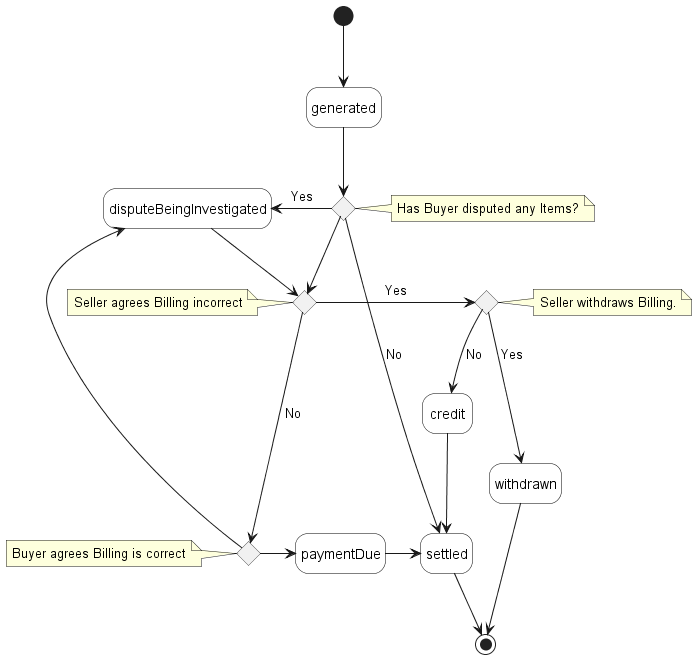 generated
disputeBeingInvestigated
Yes
Has Buyer disputed any Items?
Seller agrees Billing incorrect
Yes
Seller withdraws Billing.
No
No
Yes
No
credit
withdrawn
Buyer agrees Billing is correct
paymentDue
settled